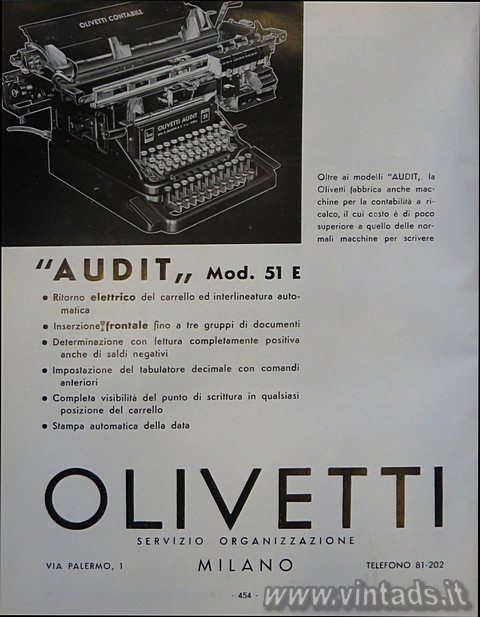 OLIVETTI CONTABILE
OLIVETTI AUDIT
Oltre ai modelli "AUDIT,, la
Olivetti fabbrica anche mac-
chine per la contabilità a ri-
calco, il cui costo è di poco
superiore a quello delle nor-
mali macchine per scrivere
"AUDIT,, Mod. 51 E
• Ritorno elettrico del carrello ed interlineatura auto-
matica
• Inserzione frontale fino a tre gruppi di documenti
• Determinazione con lettura completamente positiva
anche di saldi negativi
• Impostazione del tabulatore decimale con comandi
anteriori
• Completa visibilità del punto di scrittura in qualsiasi
posizione del carrello
• Stampa automatica della data
OLIVETTI
SERVIZIO ORGANIZZAZIONE
VIA PALERMO, 1 MILANO TELEFONO 81-202
- 454 -
www.vintads.it